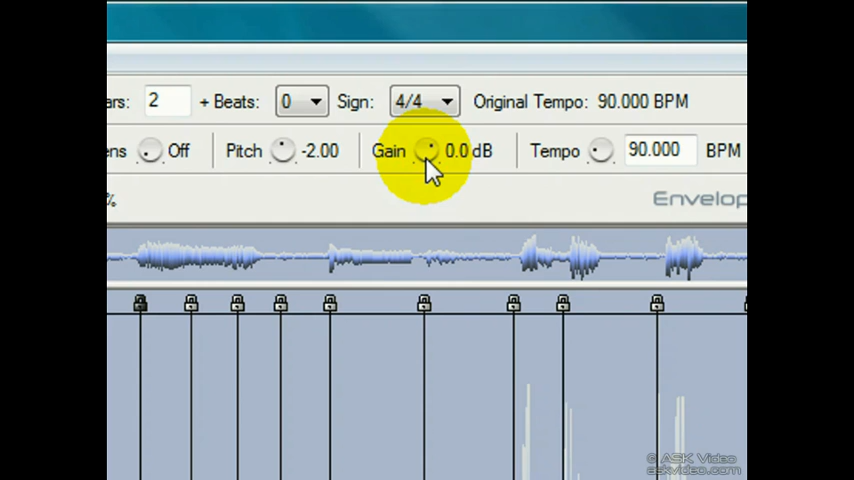 ars: 2 + Beats: 0 Sign: 4/4 Original Tempo: 90.000 BPM
ens Off Pitch -2.00 Gain 0.0 dB Tempo 90.000 BPM
% Envelop
© ASK Video
askvideo.com